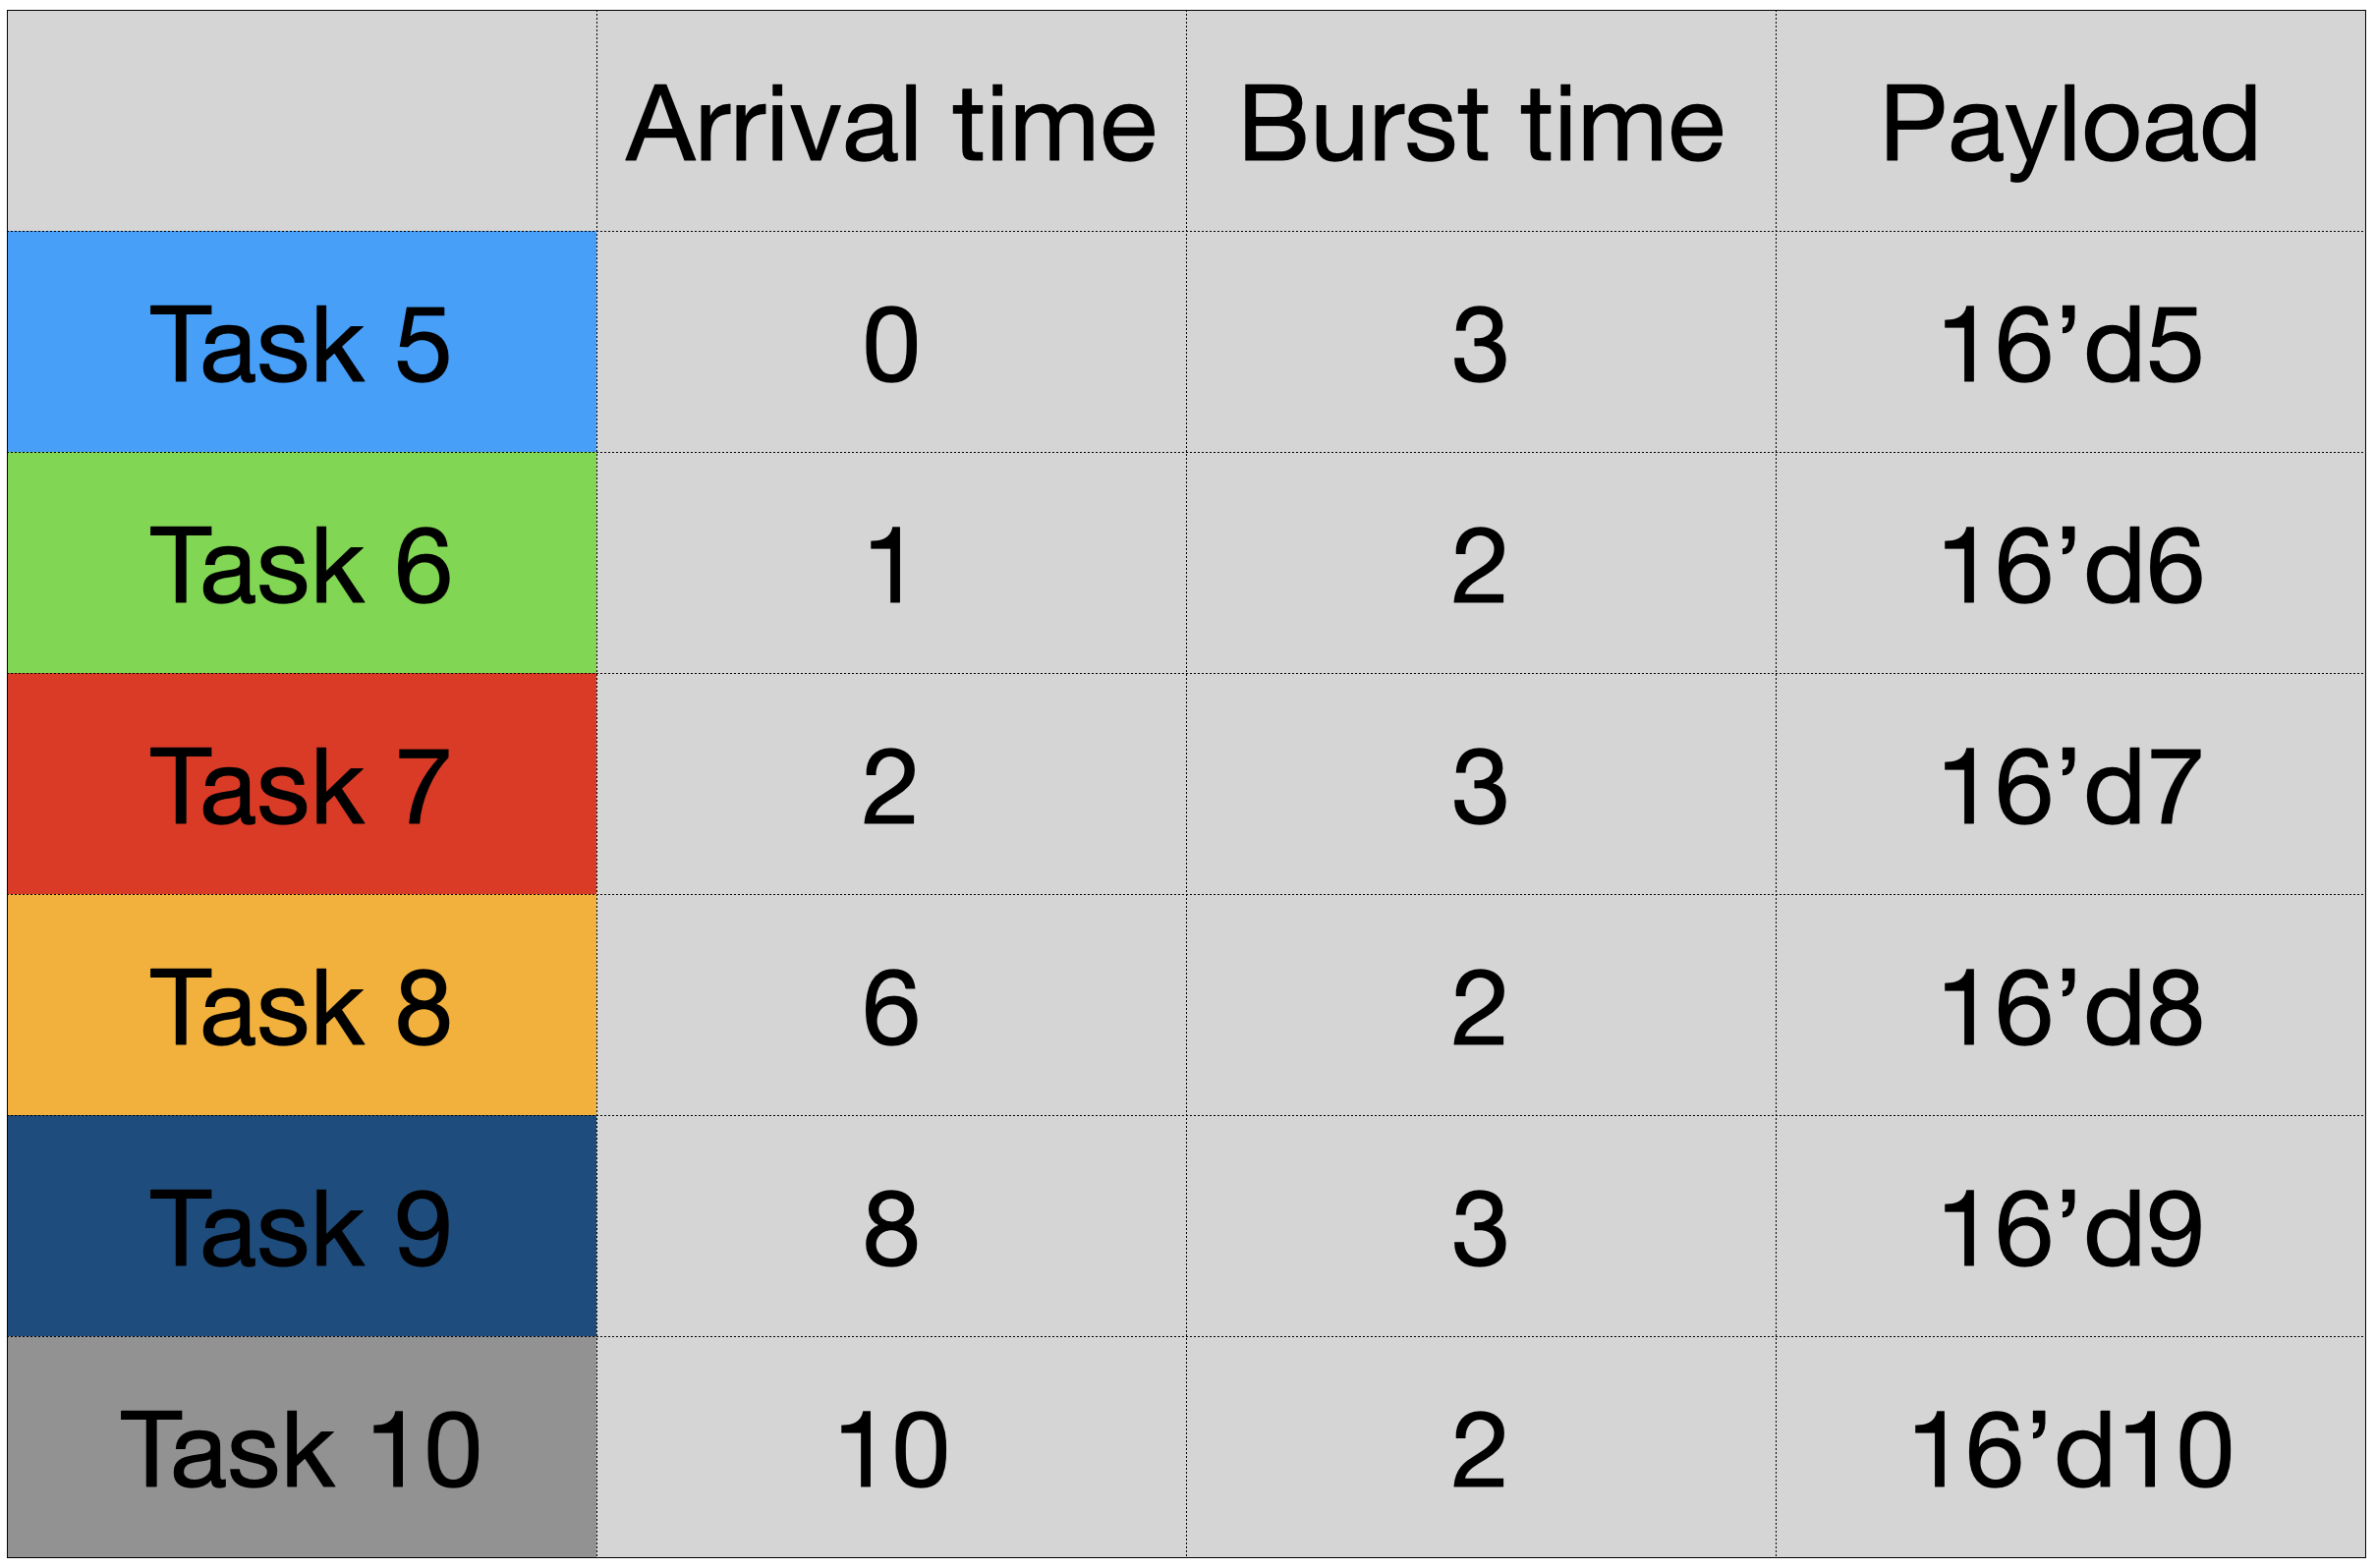 Arrival time Burst time Payload
Task 5 0 3 16’d5
Task 6 1 2 16’d6
Task 7 2 3 16’d7
Task 8 6 2 16’d8
Task 9 8 3 16’d9
Task 10 10 2 16’d10